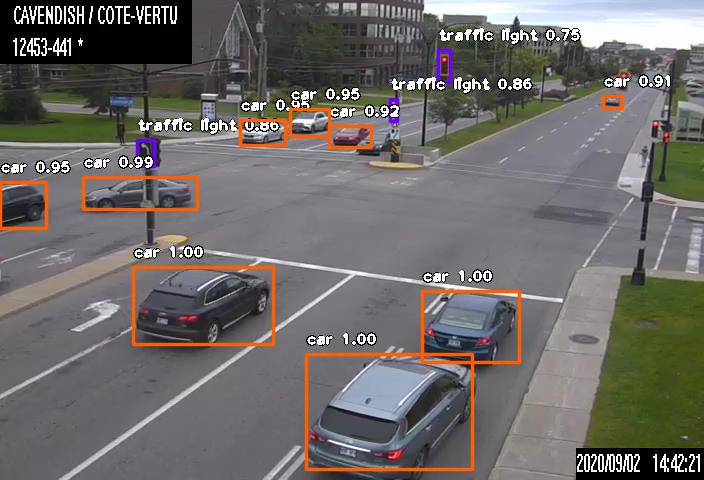 CAVENDISH / COTE-VERTU
12453-441 *
traffic light 0.75
car 0.91
traffic light 0.86
car 0.95
car 0.95
car 0.92
traffic light 0.86
car 0.95
car 0.99
car 1.00
car 1.00
car 1.00
2020/09/02 14:42:21